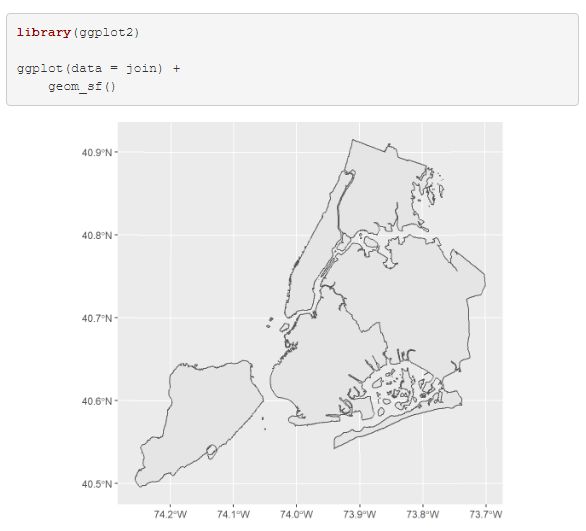 library(ggplot2)
ggplot(data = join) +
geom_sf()
40.9°N
40.8°N
40.7°N
40.6°N
40.5°N
74.2°W 74.1°W 74.0°W 73.9°W 73.8°W 73.7°W